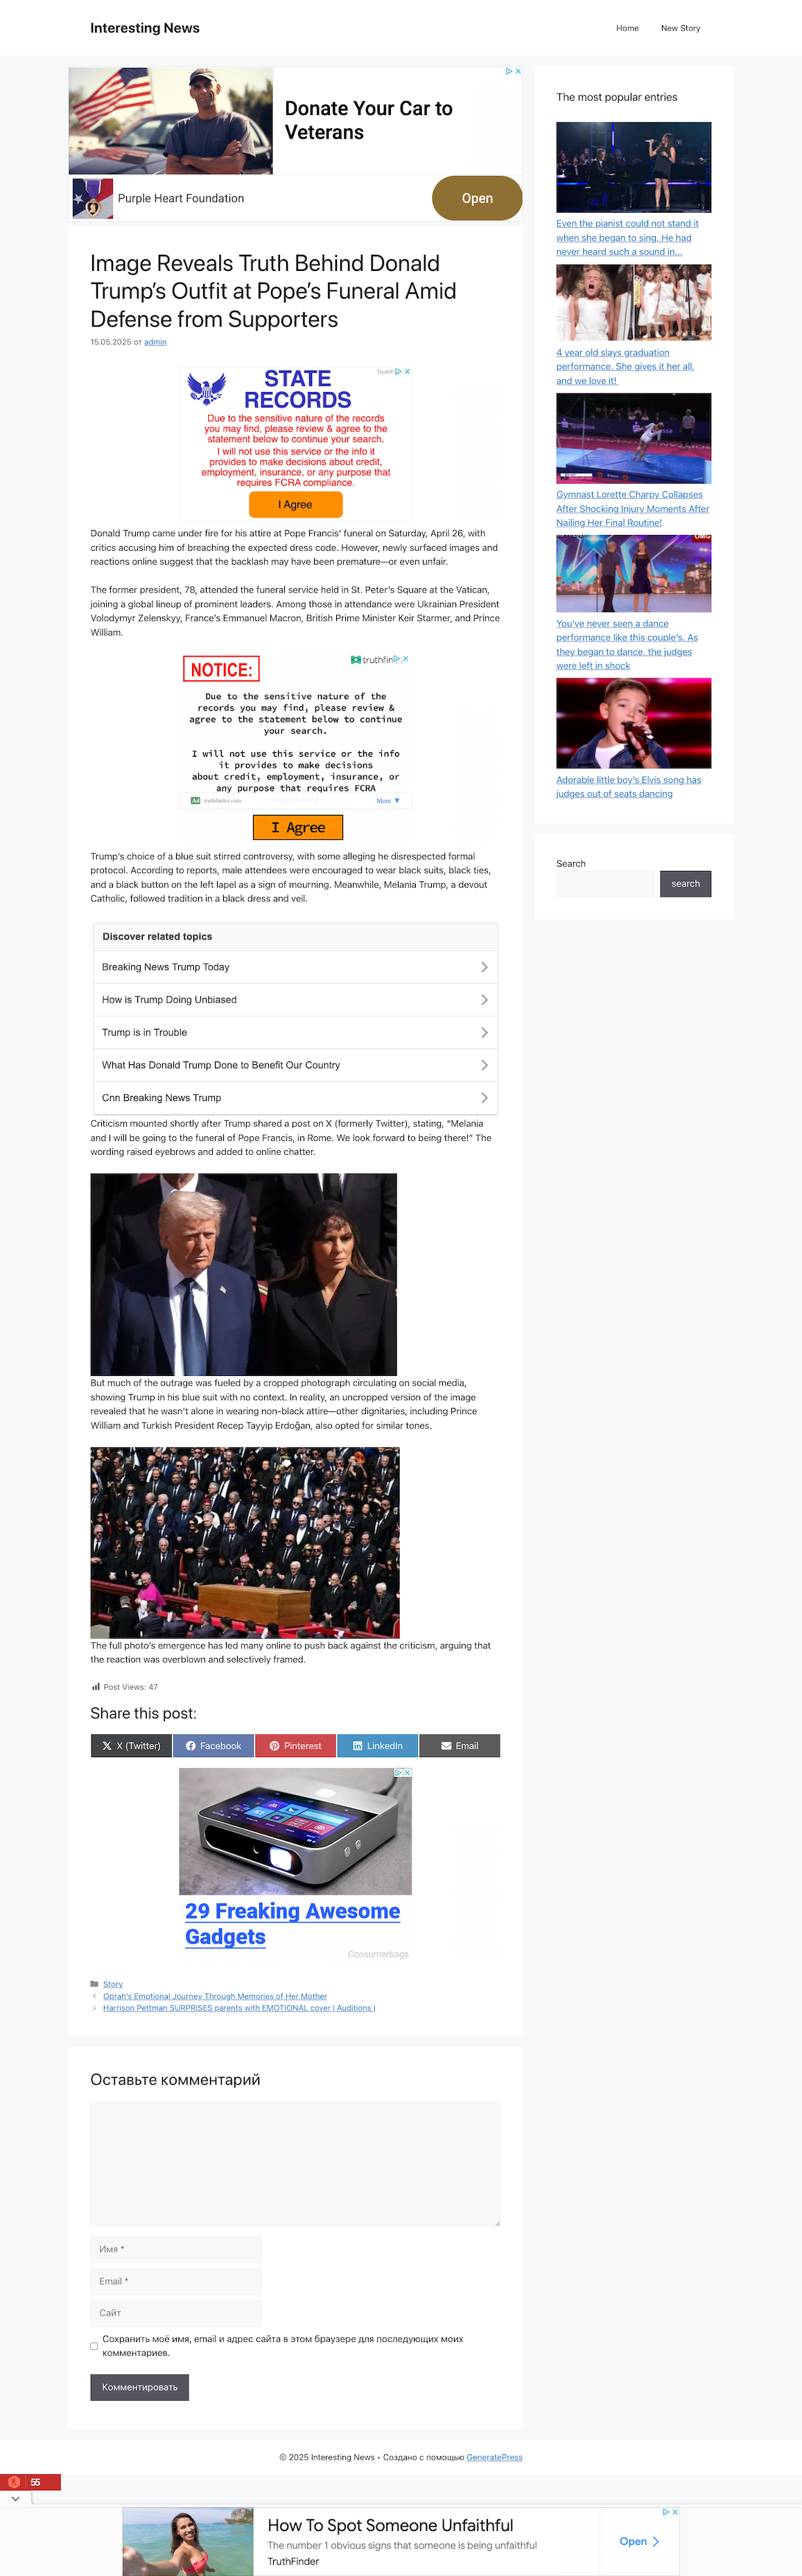 Interesting News
Home
New Story
Donate Your Car to
Veterans
Purple Heart Foundation
Open
Image Reveals Truth Behind Donald
Trump's Outfit at Pope's Funeral Amid
Defense from Supporters
15.05.2025 от admin
STATE
RECORDS
Due to the sensitive nature of the records
you may find, please review & agree to the
statement below to continue your search.
I will not use this service or the info it
provides to make decisions about credit,
employment, insurance, or any purpose that
requires FCRA compliance.
I Agree
Donald Trump came under fire for his attire at Pope Francis' funeral on Saturday, April 26, with
critics accusing him of breaching the expected dress code. However, newly surfaced images and
reactions online suggest that the backlash may have been premature—or even unfair.
The former president, 78, attended the funeral service held in St. Peter's Square at the Vatican,
joining a global lineup of prominent leaders. Among those in attendance were Ukrainian President
Volodymyr Zelenskyy, France's Emmanuel Macron, British Prime Minister Keir Starmer, and Prince
William.
NOTICE:
Due to the sensitive nature of the
records you may find, please review &
agree to the statement below to continue
your search.
I will not use this service or the info
it provides to make decisions
about credit, employment, insurance, or
any purpose that requires FCRA
Ad truthfinder.com
More
I Agree
Trump's choice of a blue suit stirred controversy, with some alleging he disrespected formal
protocol. According to reports, male attendees were encouraged to wear black suits, black ties,
and a black button on the left lapel as a sign of mourning. Meanwhile, Melania Trump, a devout
Catholic, followed tradition in a black dress and veil.
Discover related topics
Breaking News Trump Today
How is Trump Doing Unbiased
Trump is in Trouble
What Has Donald Trump Done to Benefit Our Country
Cnn Breaking News Trump
Criticism mounted shortly after Trump shared a post on X (formerly Twitter), stating, "Melania
and I will be going to the funeral of Pope Francis, in Rome. We look forward to being there!" The
wording raised eyebrows and added to online chatter.
But much of the outrage was fueled by a cropped photograph circulating on social media,
showing Trump in his blue suit with no context. In reality, an uncropped version of the image
revealed that he wasn't alone in wearing non-black attire—other dignitaries, including Prince
William and Turkish President Recep Tayyip Erdoğan, also opted for similar tones.
The full photo's emergence has led many online to push back against the criticism, arguing that
the reaction was overblown and selectively framed.
Post Views: 47
Share this post:
X (Twitter)
Facebook
Pinterest
LinkedIn
Email
29 Freaking Awesome
Gadgets
Consumerbags
Story
Oprah's Emotional Journey Through Memories of Her Mother
Harrison Pettman SURPRISES parents with EMOTIONAL cover | Auditions |
Оставьте комментарий
Имя *
Email *
Сайт
Сохранить моё имя, email и адрес сайта в этом браузере для последующих моих
комментариев.
Комментировать
The most popular entries
Even the pianist could not stand it
when she began to sing. He had
never heard such a sound in...
4 year old slays graduation
performance. She gives it her all,
and we love it!
Gymnast Lorette Charpy Collapses
After Shocking Injury Moments After
Nailing Her Final Routine!
You've never seen a dance
performance like this couple's. As
they began to dance, the judges
were left in shock
Adorable little boy's Elvis song has
judges out of seats dancing
Search
search
© 2025 Interesting News • Создано с помощью GeneratePress
55
How To Spot Someone Unfaithful
The number 1 obvious signs that someone is being unfaithful
TruthFinder
Open